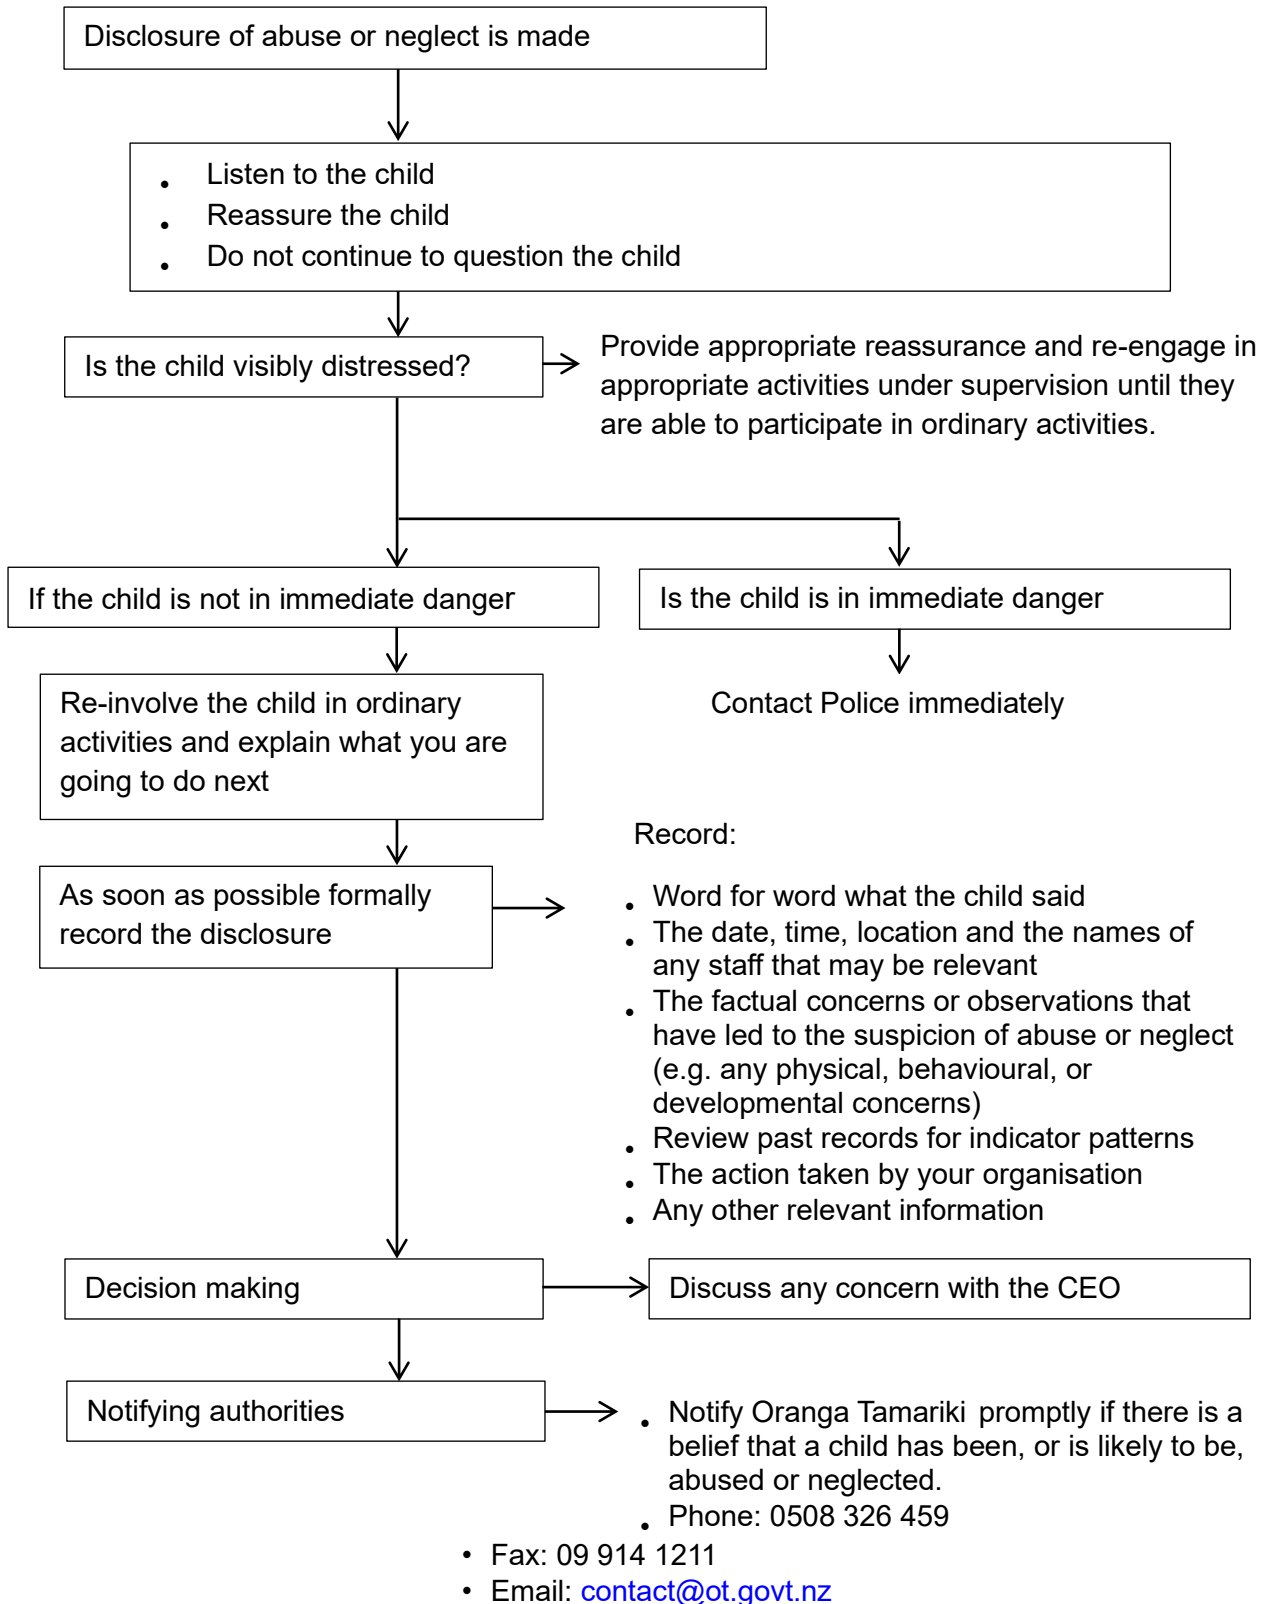 Disclosure of abuse or neglect is made
• Listen to the child
• Reassure the child
• Do not continue to question the child
Is the child visibly distressed?
Provide appropriate reassurance and re-engage in
appropriate activities under supervision until they
are able to participate in ordinary activities.
If the child is not in immediate danger
Is the child is in immediate danger
Re-involve the child in ordinary
activities and explain what you are
going to do next
Contact Police immediately
As soon as possible formally
record the disclosure
Record:
• Word for word what the child said
• The date, time, location and the names of
any staff that may be relevant
• The factual concerns or observations that
have led to the suspicion of abuse or neglect
(e.g. any physical, behavioural, or
developmental concerns)
• Review past records for indicator patterns
• The action taken by your organisation
• Any other relevant information
Decision making
Discuss any concern with the CEO
Notifying authorities
• Notify Oranga Tamariki promptly if there is a
belief that a child has been, or is likely to be,
abused or neglected.
• Phone: 0508 326 459
• Fax: 09 914 1211
• Email: contact@ot.govt.nz